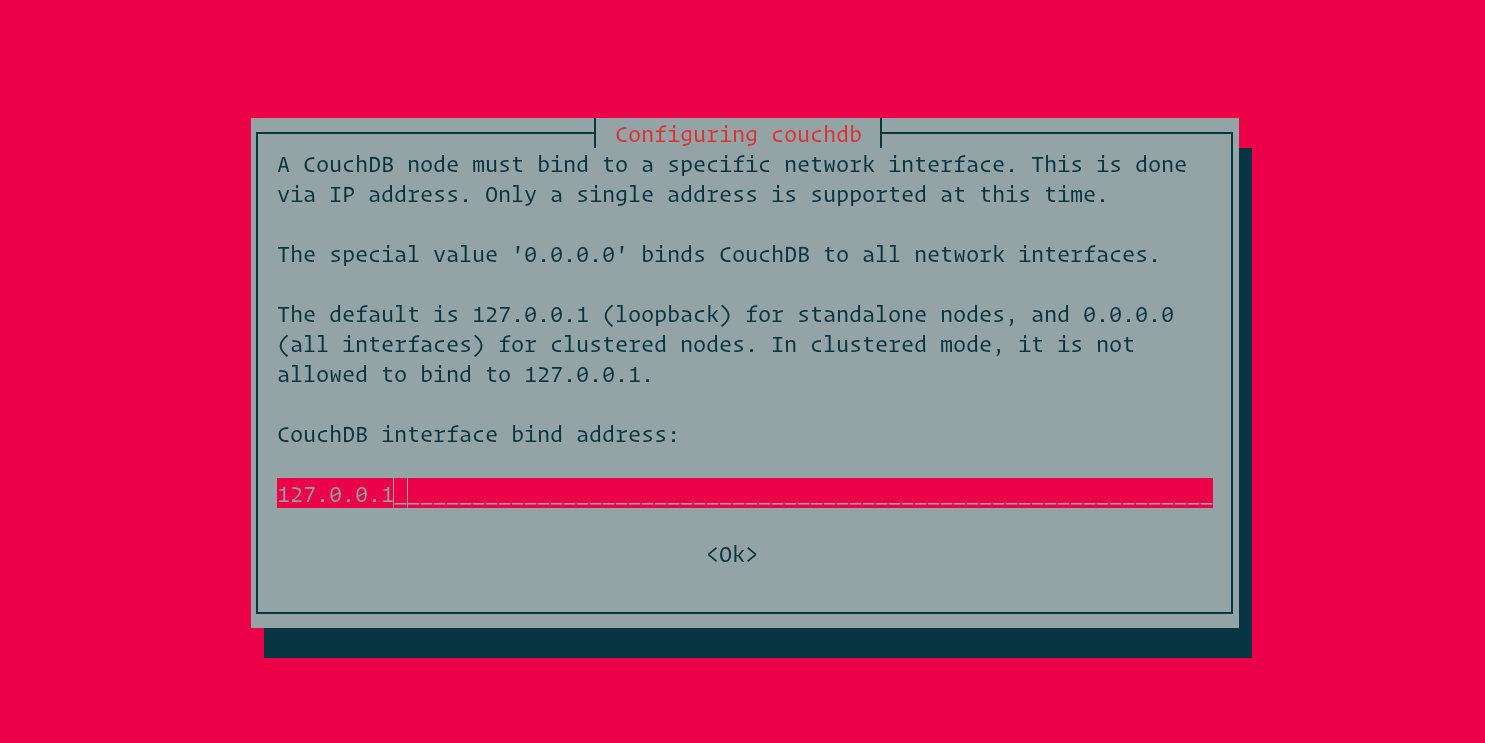 Configuring couchdb
A CouchDB node must bind to a specific network interface. This is done
via IP address. Only a single address is supported at this time.
The special value '0.0.0.0' binds CouchDB to all network interfaces.
The default is 127.0.0.1 (loopback) for standalone nodes, and 0.0.0.0
(all interfaces) for clustered nodes. In clustered mode, it is not
allowed to bind to 127.0.0.1.
CouchDB interface bind address:
127.0.0.1_______________________________________________________________
<Ok>